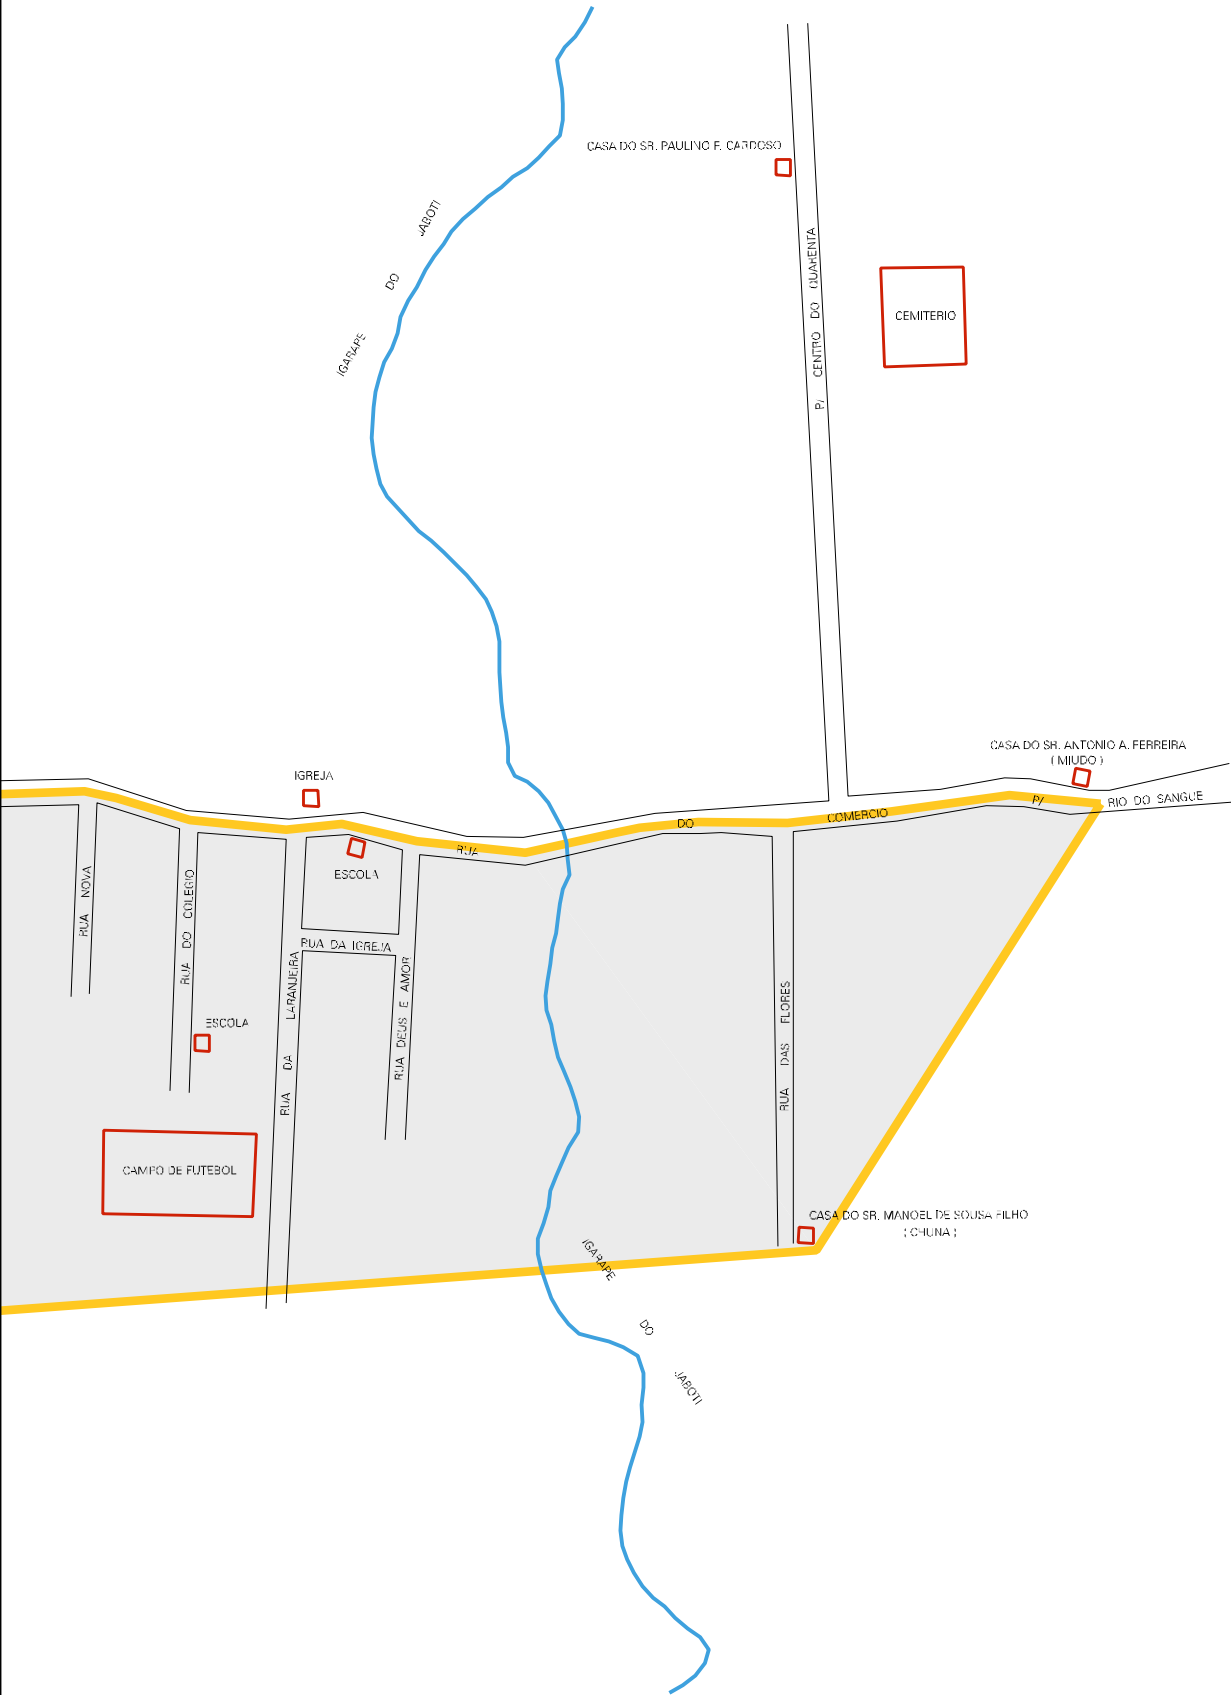 CASA DO SR. PAULINO F. CARDOSO
IGARAPE DO JABOTI
P/ CENTRO DO QUARENTA
CEMITERIO
CASA DO SR. ANTONIO A. FERREIRA
( MIUDO )
IGREJA
RUA DO COMERCIO
P/ RIO DO SANGUE
ESCOLA
RUA NOVA
RUA DO COLEGIO
RUA DA IGREJA
RUA DA LARANJEIRA
RUA DEUS E AMOR
RUA DAS FLORES
ESCOLA
CAMPO DE FUTEBOL
CASA DO SR. MANOEL DE SOUSA FILHO
( CHUNA )
IGARAPE DO JABOTI